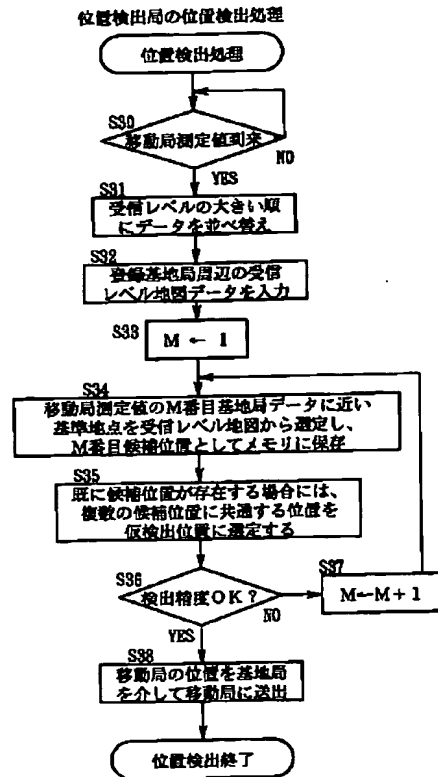 位置検出局の位置検出処理
位置検出処理
S30
移動局測定値到来
NO
YES
S31
受信レベルの大きい順
にデータを並べ替え
S32
登録基地局周辺の受信
レベル地図データを入力
S33
M ← 1
S34
移動局測定値のM番目基地局データに近い
基準地点を受信レベル地図から選定し、
M番目候補位置としてメモリに保存
S35
既に候補位置が存在する場合には、
複数の候補位置に共通する位置を
仮検出位置に選定する
S36
検出精度OK?
NO
S37
M←M+1
YES
S38
移動局の位置を基地局
を介して移動局に送出
位置検出終了